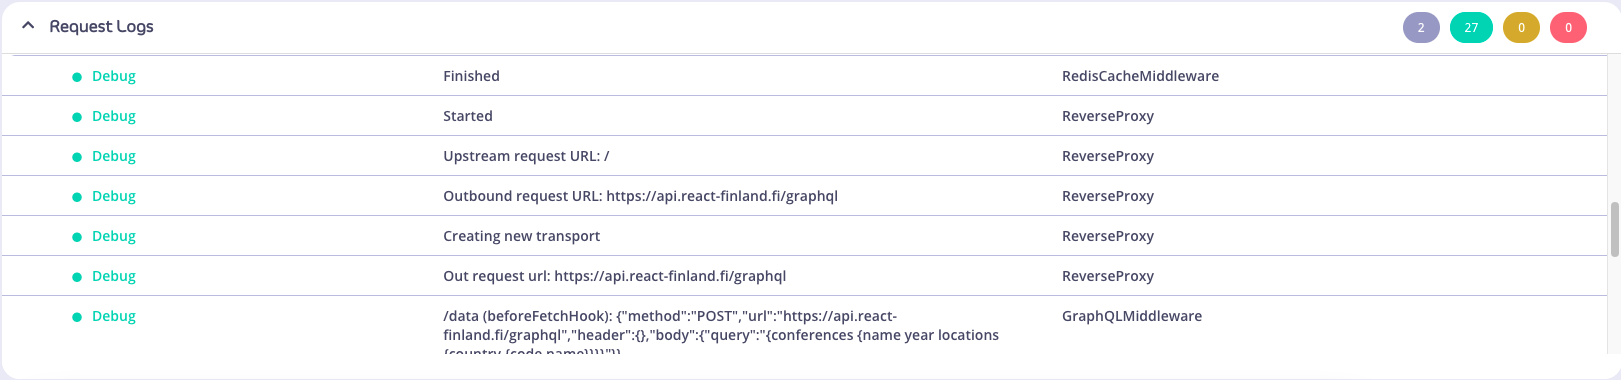 Request Logs 2 27 0 0
Debug Finished RedisCacheMiddleware
Debug Started ReverseProxy
Debug Upstream request URL: / ReverseProxy
Debug Outbound request URL: https://api.react-finland.fi/graphql ReverseProxy
Debug Creating new transport ReverseProxy
Debug Out request url: https://api.react-finland.fi/graphql ReverseProxy
Debug /data (beforeFetchHook): {"method":"POST","url":"https://api.react- GraphQLMiddleware
finland.fi/graphql","header":{},"body":{"query":"{conferences {name year locations
{country {code name}}}}"}}